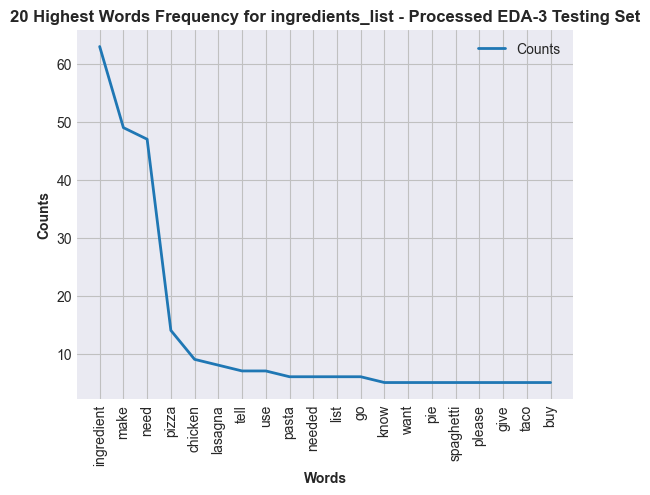 20 Highest Words Frequency for ingredients_list - Processed EDA-3 Testing Set
Counts
60
50
40
30
20
10
Counts
ingredient
make
need
pizza
chicken
lasagna
tell
use
pasta
needed
list
go
know
want
pie
spaghetti
please
give
taco
buy
Words